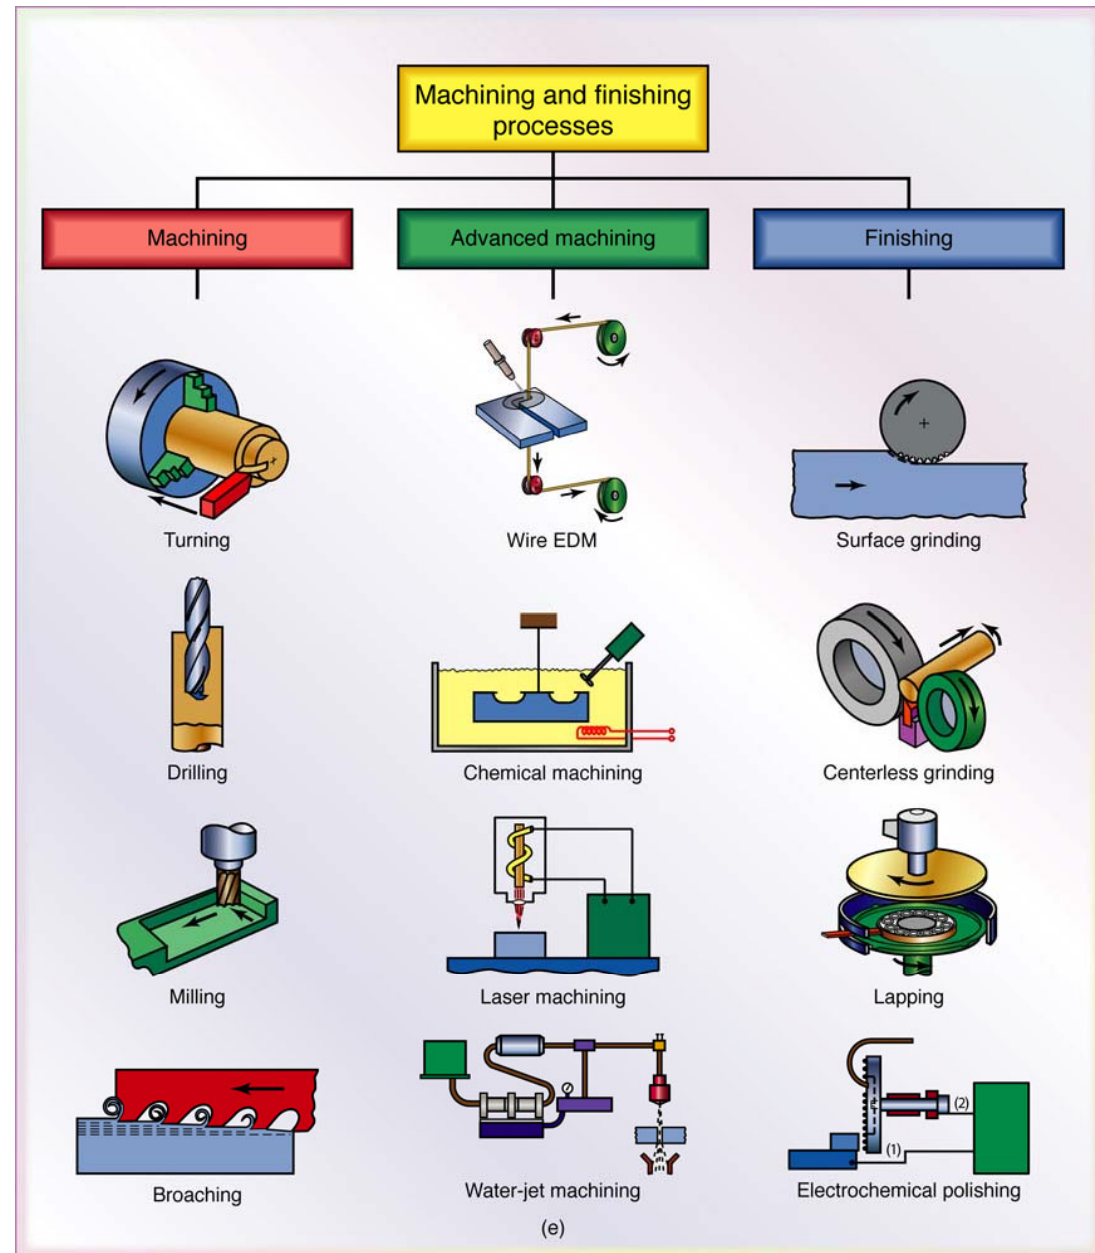 Machining and finishing
processes
Machining
Advanced machining
Finishing
Turning
Wire EDM
Surface grinding
Drilling
Chemical machining
Centerless grinding
Milling
Laser machining
Lapping
(2)
(1)
Broaching
Water-jet machining
Electrochemical polishing
(e)